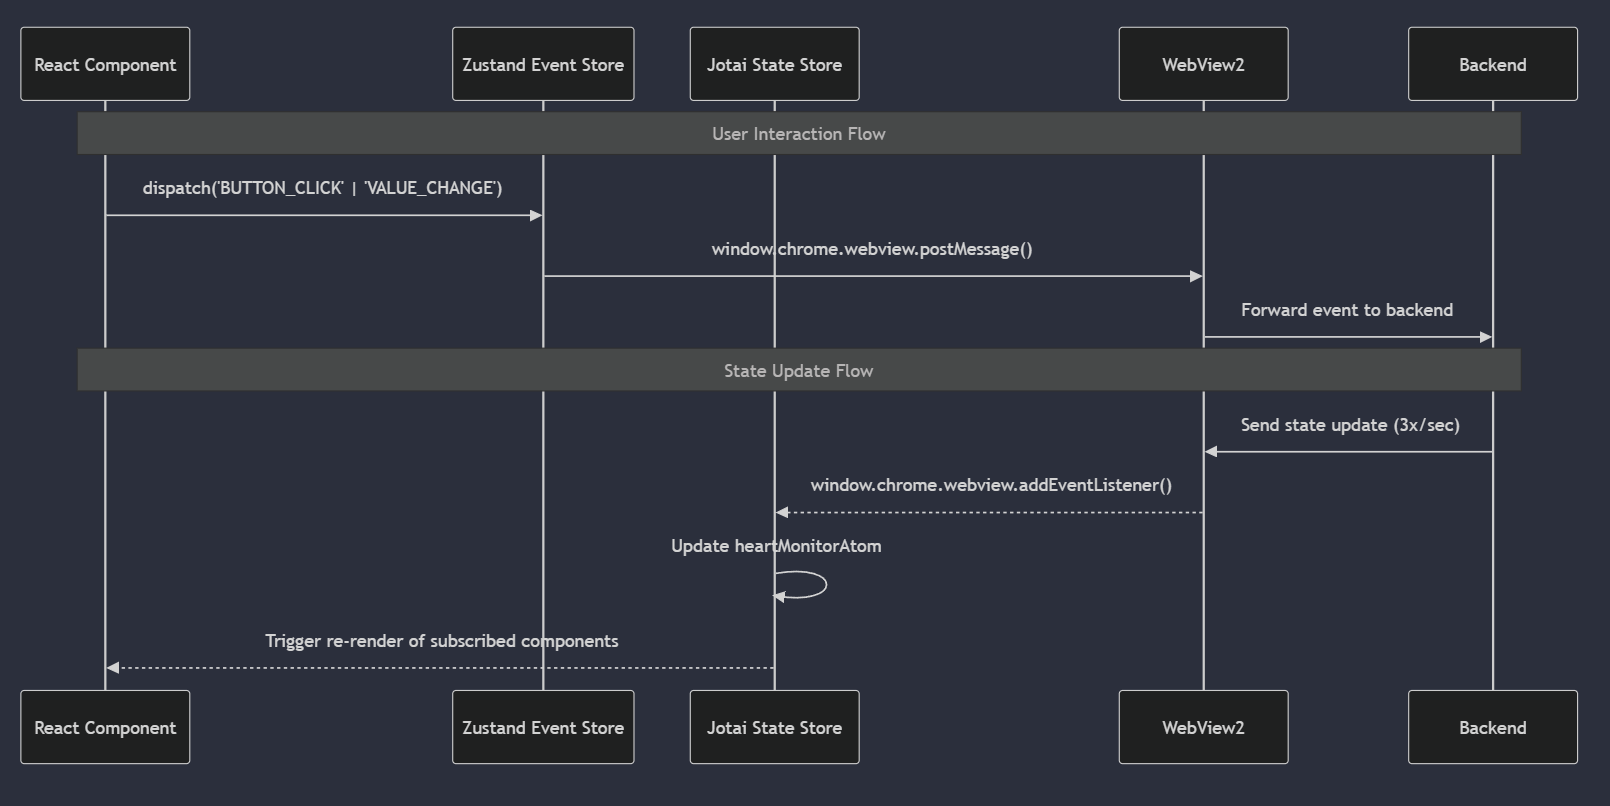 React Component
Zustand Event Store
Jotai State Store
WebView2
Backend
User Interaction Flow
dispatch('BUTTON_CLICK' | 'VALUE_CHANGE')
window.chrome.webview.postMessage()
Forward event to backend
State Update Flow
Send state update (3x/sec)
window.chrome.webview.addEventListener()
Update heartMonitorAtom
Trigger re-render of subscribed components
React Component
Zustand Event Store
Jotai State Store
WebView2
Backend